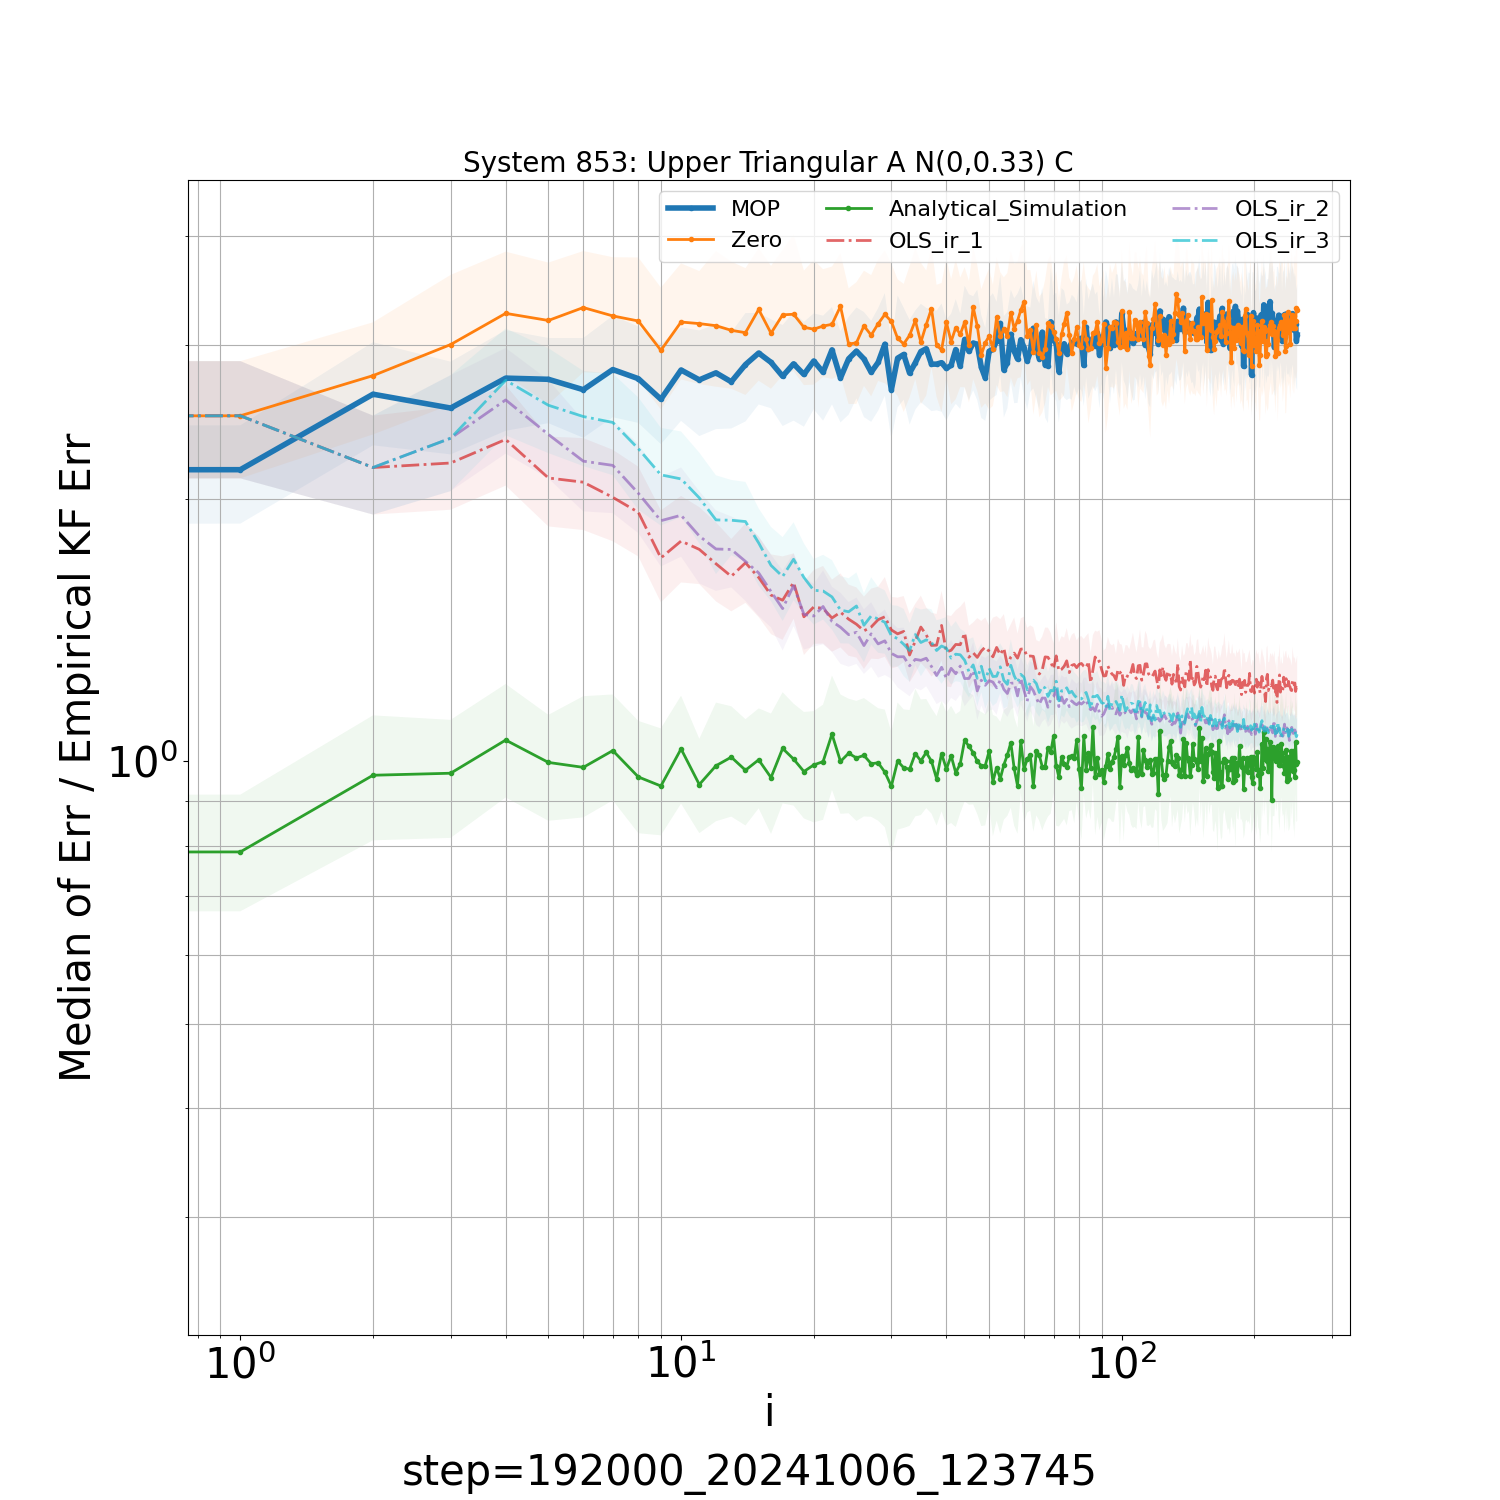 System 853: Upper Triangular A N(0,0.33) C
MOP
Zero
Analytical_Simulation
OLS_ir_1
OLS_ir_2
OLS_ir_3
Median of Err / Empirical KF Err
10⁰
10⁰ 10¹ 10²
i
step=192000_20241006_123745